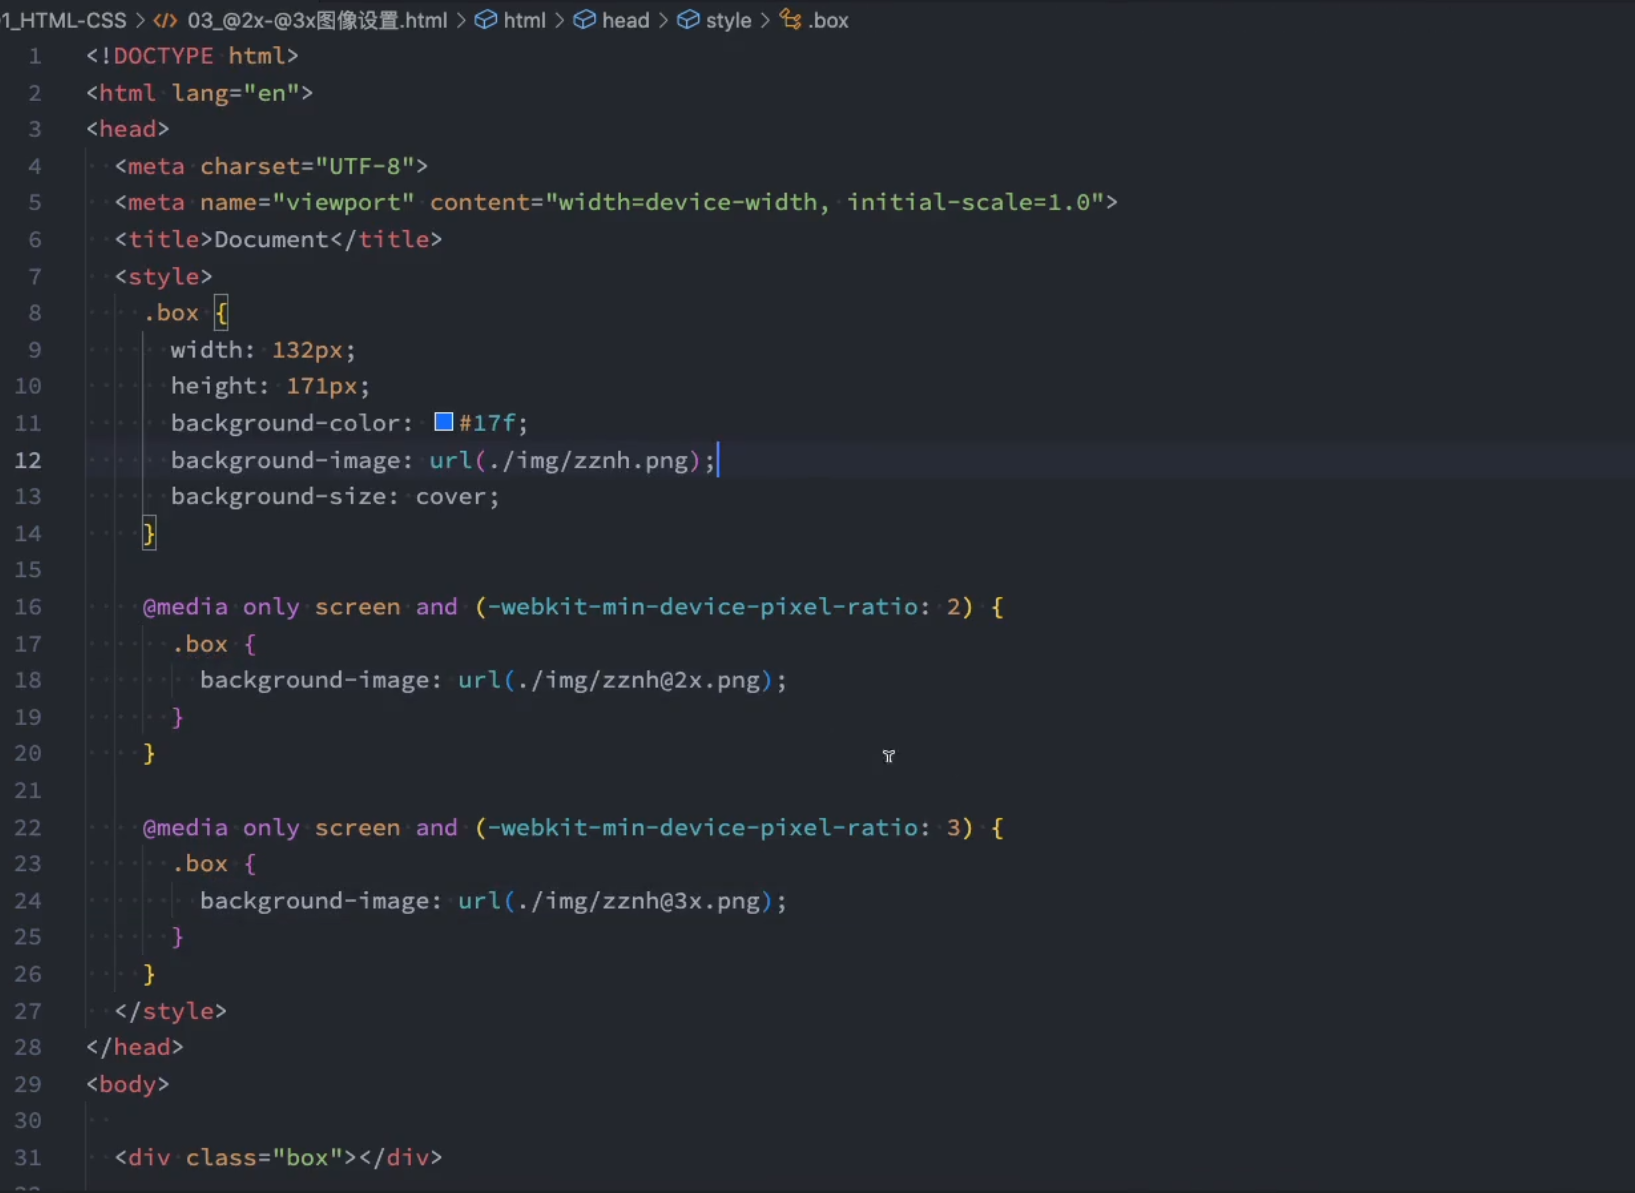 1_HTML-CSS > </> 03_@2x-@3x图像设置.html > html > head > style > .box
1 <!DOCTYPE html>
2 <html lang="en">
3 <head>
4 <meta charset="UTF-8">
5 <meta name="viewport" content="width=device-width, initial-scale=1.0">
6 <title>Document</title>
7 <style>
8 .box {
9 width: 132px;
10 height: 171px;
11 background-color: #17f;
12 background-image: url(./img/zznh.png);
13 background-size: cover;
14 }
15
16 @media only screen and (-webkit-min-device-pixel-ratio: 2) {
17 .box {
18 background-image: url(./img/zznh@2x.png);
19 }
20 }
21
22 @media only screen and (-webkit-min-device-pixel-ratio: 3) {
23 .box {
24 background-image: url(./img/zznh@3x.png);
25 }
26 }
27 </style>
28 </head>
29 <body>
30
31 <div class="box"></div>